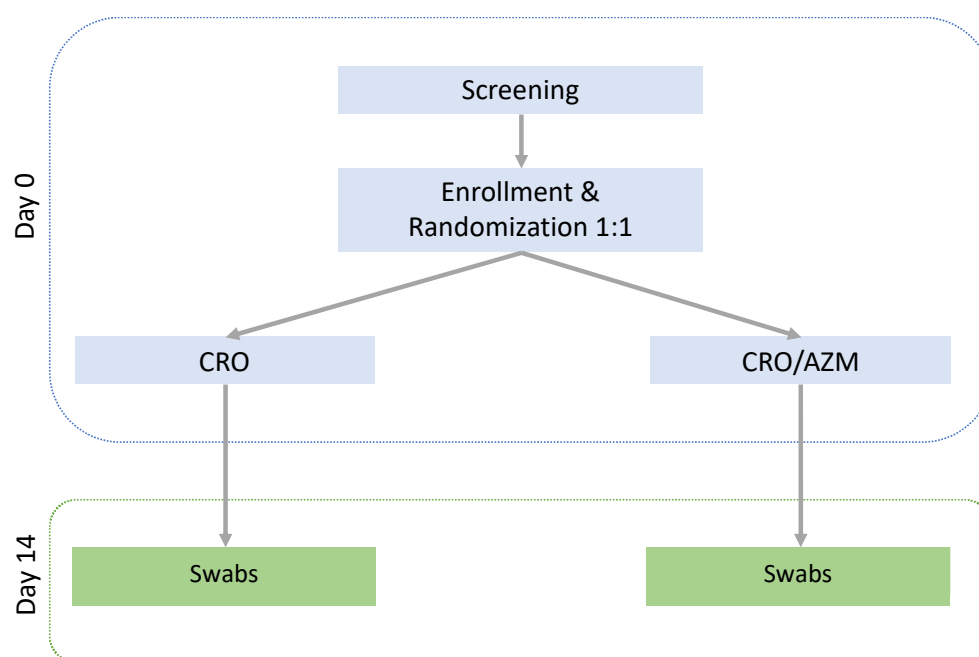 Day 0
Screening
Enrollment &
Randomization 1:1
CRO
CRO/AZM
Day 14
Swabs
Swabs